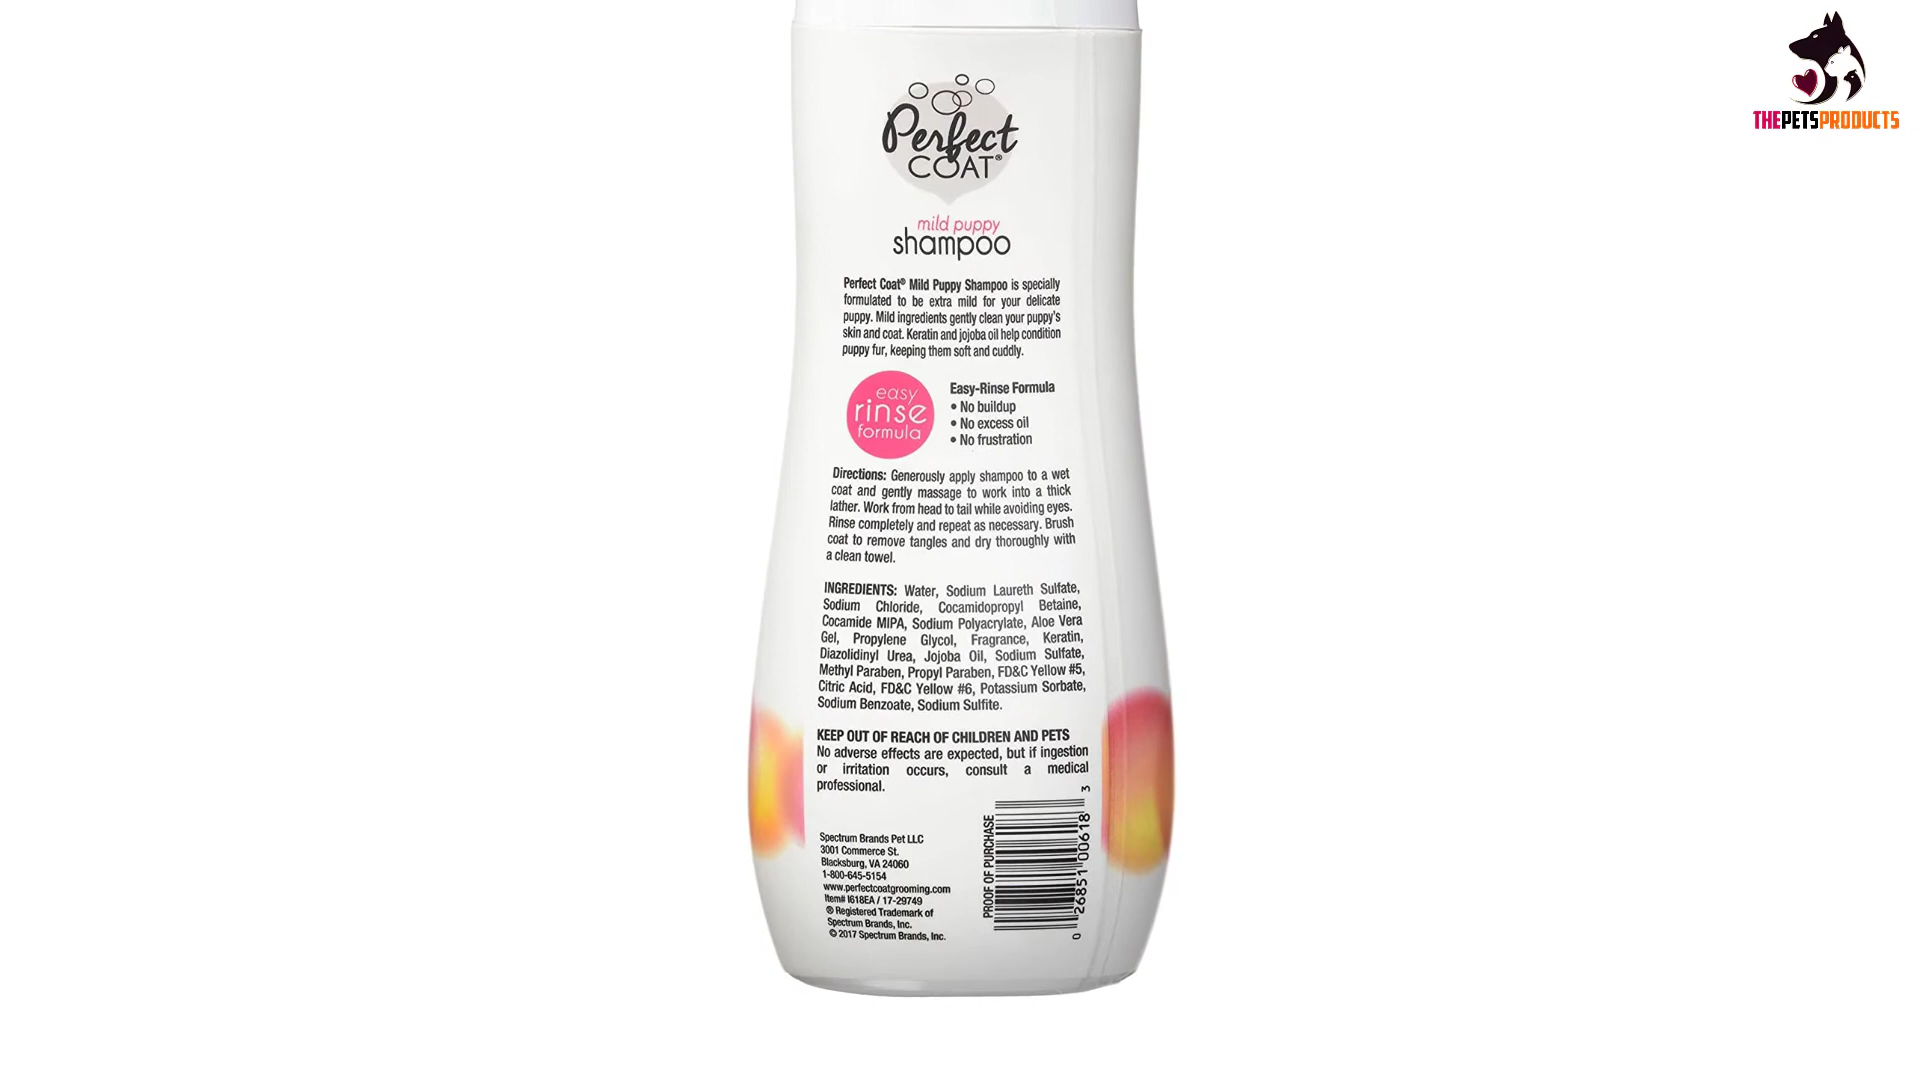 THEPETSPRODUCTS
Perfect
COAT®
mild puppy
shampoo
Perfect Coat® Mild Puppy Shampoo is specially
formulated to be extra mild for your delicate
puppy. Mild ingredients gently clean your puppy's
skin and coat. Keratin and jojoba oil help condition
puppy fur, keeping them soft and cuddly.
easy
rinse
formula
Easy-Rinse Formula
• No buildup
• No excess oil
• No frustration
Directions: Generously apply shampoo to a wet
coat and gently massage to work into a thick
lather. Work from head to tail while avoiding eyes.
Rinse completely and repeat as necessary. Brush
coat to remove tangles and dry thoroughly with
a clean towel.
INGREDIENTS: Water, Sodium Laureth Sulfate,
Sodium Chloride, Cocamidopropyl Betaine,
Cocamide MIPA, Sodium Polyacrylate, Aloe Vera
Gel, Propylene Glycol, Fragrance, Keratin,
Diazolidinyl Urea, Jojoba Oil, Sodium Sulfate,
Methyl Paraben, Propyl Paraben, FD&C Yellow #5,
Citric Acid, FD&C Yellow #6, Potassium Sorbate,
Sodium Benzoate, Sodium Sulfite.
KEEP OUT OF REACH OF CHILDREN AND PETS
No adverse effects are expected, but if ingestion
or irritation occurs, consult a medical
professional.
Spectrum Brands Pet LLC
3001 Commerce St.
Blacksburg, VA 24060
1-800-645-5154
www.perfectcoatgrooming.com
Item# I618EA / 17-29749
® Registered Trademark of
Spectrum Brands, Inc.
© 2017 Spectrum Brands, Inc.
PROOF OF PURCHASE
0 26851 00618 3